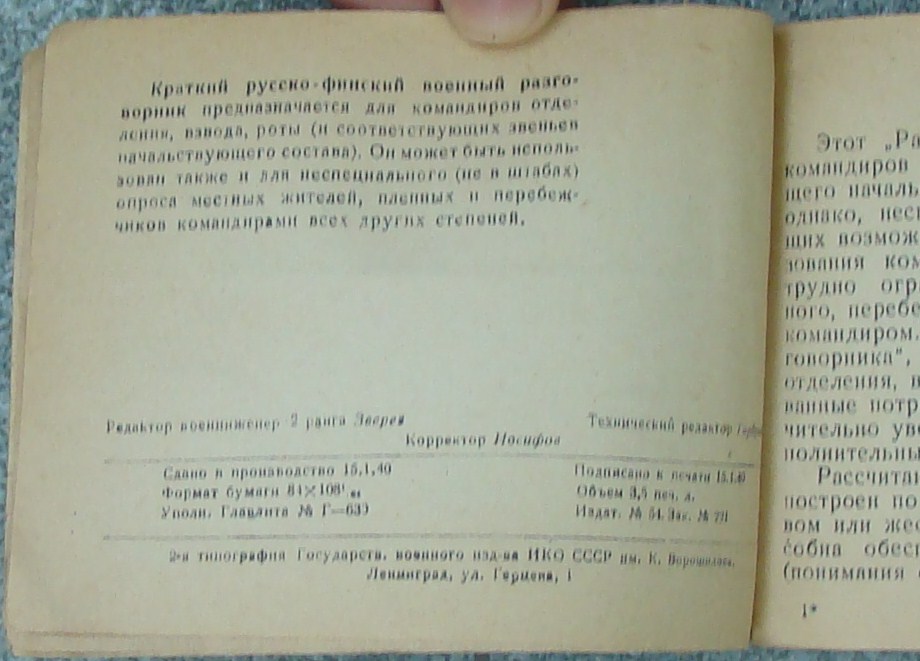 Краткий русско-финский военный разго-
ворник предназначается для командиров отде-
ления, взвода, роты (и соответствующих звеньев
начальствующего состава). Он может быть исполь-
зован также и для неспециального (не в штабах)
опроса местных жителей, пленных и перебеж-
чиков командирами всех других степеней.
Редактор военинженер 2 ранга Зверев
Технический редактор
Корректор Иосифов
Сдано в производство 15.1.40
Подписано к печати 15.1.40
Формат бумаги 84×108
Объем 3,5 печ. л.
Уполн. Главлита № Г—639
Издат. № 54. Зак. №
2-я типография Государств. военного изд-ва НКО СССР им. К. Ворошилова.
Ленинград, ул. Герцена, 1
Этот „Ра
командиров
щего началь
однако, несп
щих возмож
зования ком
трудно огра
ного, перебе
командиром.
говорника",
отделения, в
ванные потр
чительно уве
полнительны
Рассчитан
построен по
вом или жес
собна обесп
(понимания
1*